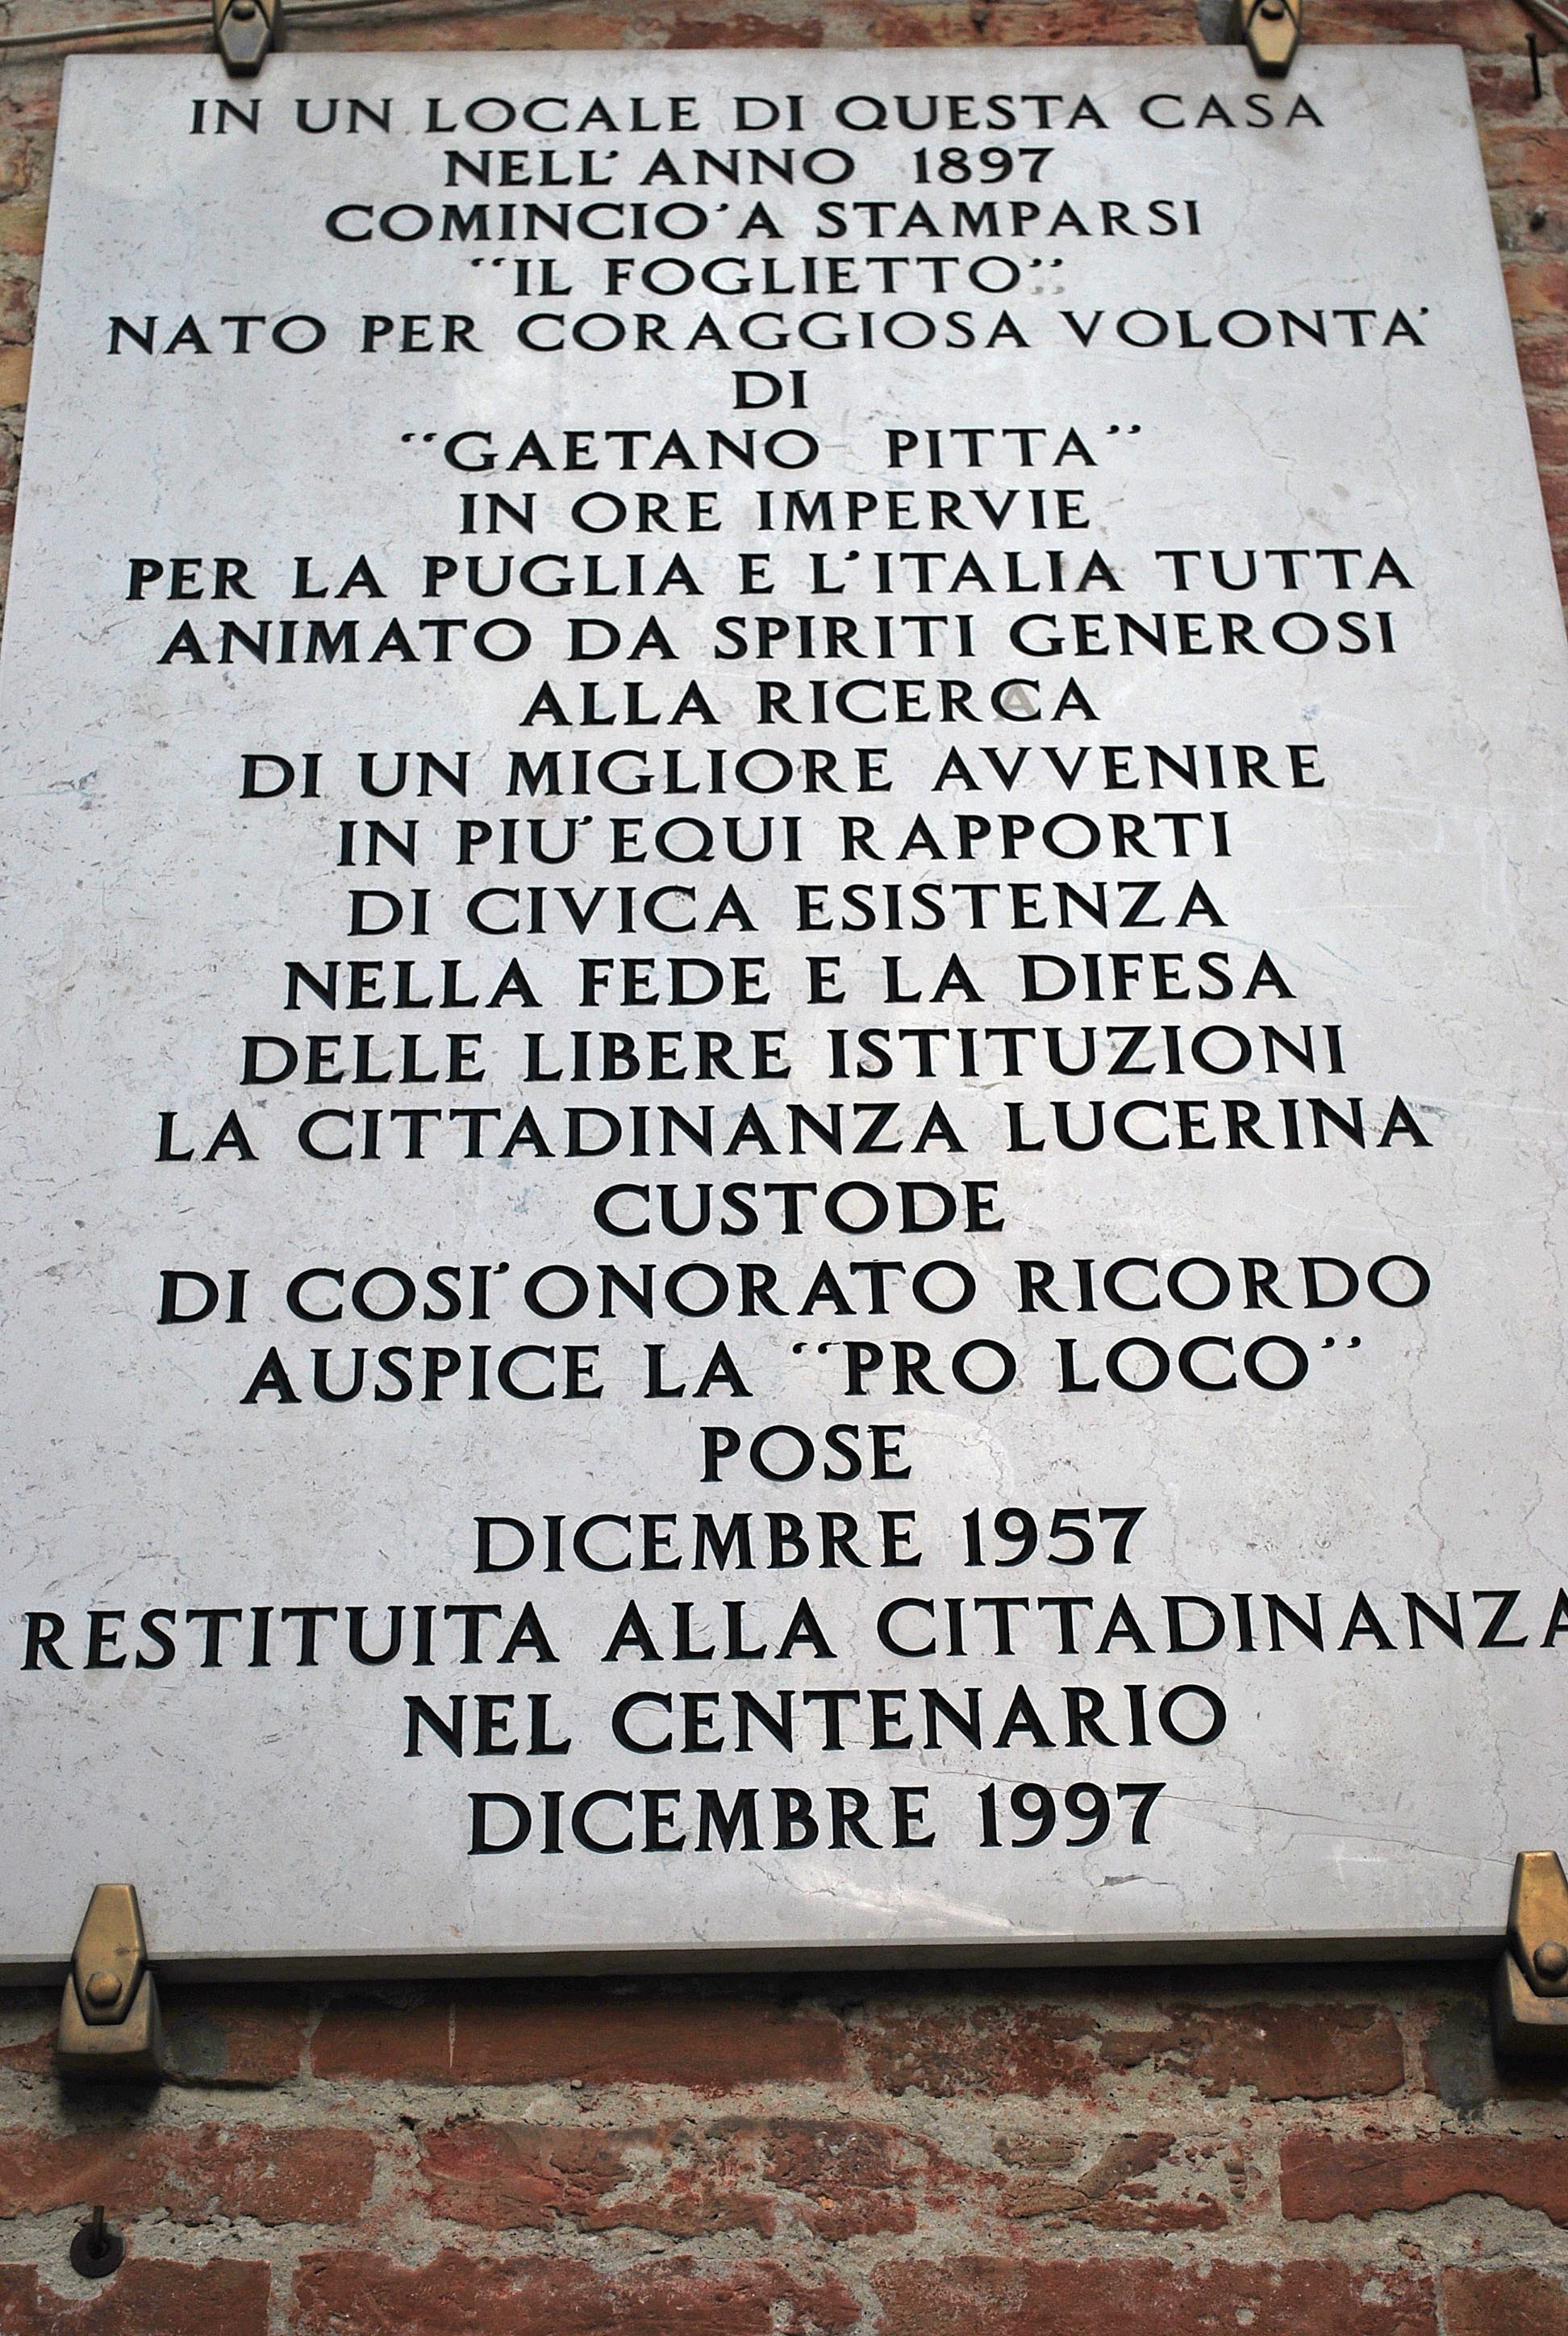 IN UN LOCALE DI QUESTA CASA
NELL' ANNO 1897
COMINCIO' A STAMPARSI
"IL FOGLIETTO"
NATO PER CORAGGIOSA VOLONTA'
DI
"GAETANO PITTA"
IN ORE IMPERVIE
PER LA PUGLIA E L'ITALIA TUTTA
ANIMATO DA SPIRITI GENEROSI
ALLA RICERCA
DI UN MIGLIORE AVVENIRE
IN PIU' EQUI RAPPORTI
DI CIVICA ESISTENZA
NELLA FEDE E LA DIFESA
DELLE LIBERE ISTITUZIONI
LA CITTADINANZA LUCERINA
CUSTODE
DI COSI' ONORATO RICORDO
AUSPICE LA "PRO LOCO"
POSE
DICEMBRE 1957
RESTITUITA ALLA CITTADINANZA
NEL CENTENARIO
DICEMBRE 1997